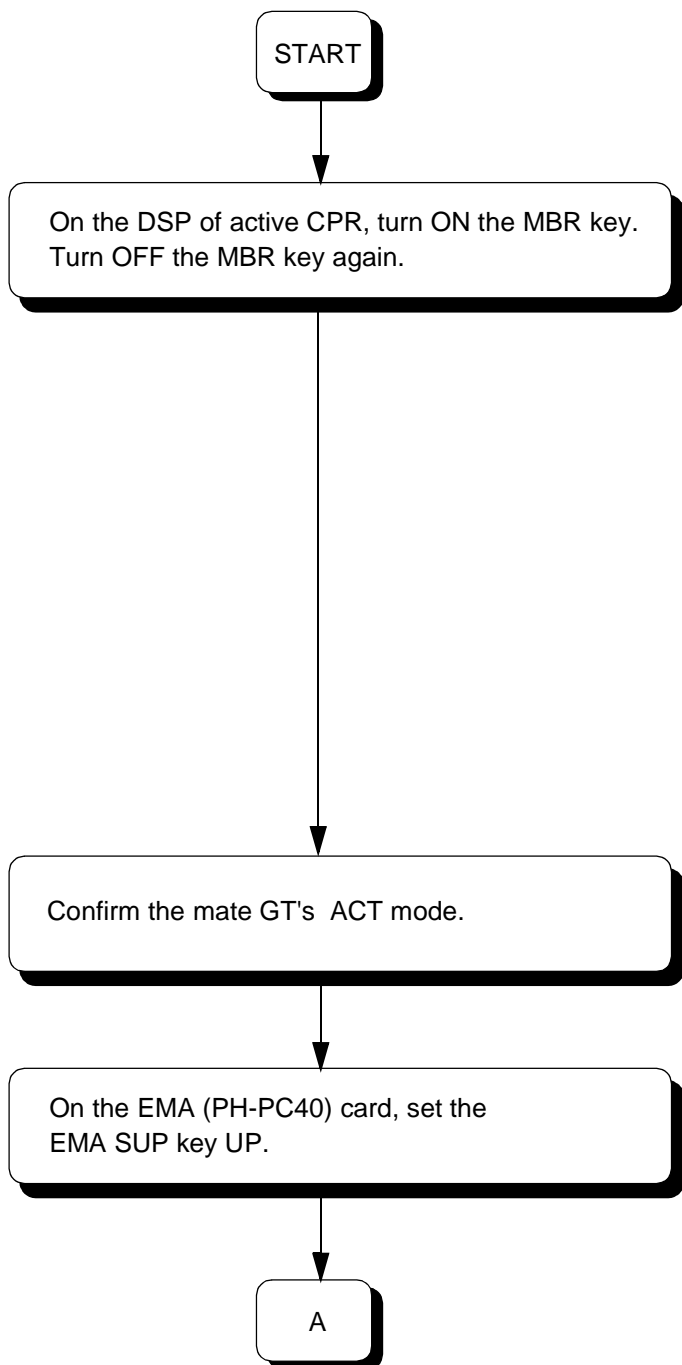 START
On the DSP of active CPR, turn ON the MBR key.
Turn OFF the MBR key again.
Confirm the mate GT's  ACT mode.
On the EMA (PH-PC40) card, set the
EMA SUP key UP.
A